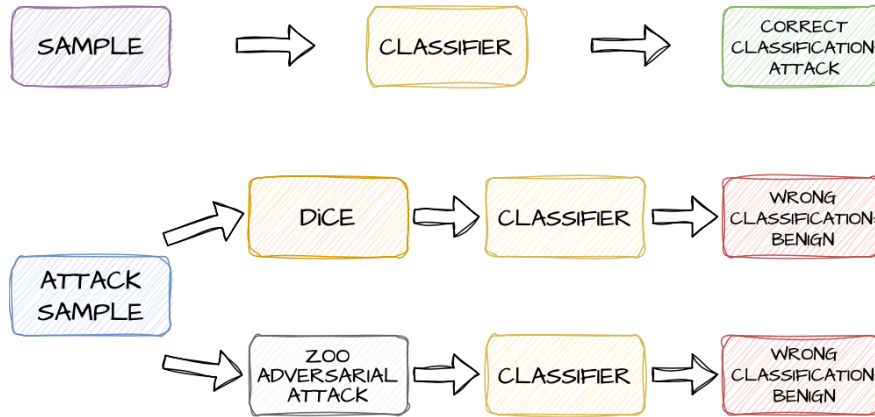 SAMPLE
CLASSIFIER
CORRECT
CLASSIFICATION:
ATTACK
ATTACK
SAMPLE
DiCE
CLASSIFIER
WRONG
CLASSIFICATION:
BENIGN
ZOO
ADVERSARIAL
ATTACK
CLASSIFIER
WRONG
CLASSIFICATION:
BENIGN